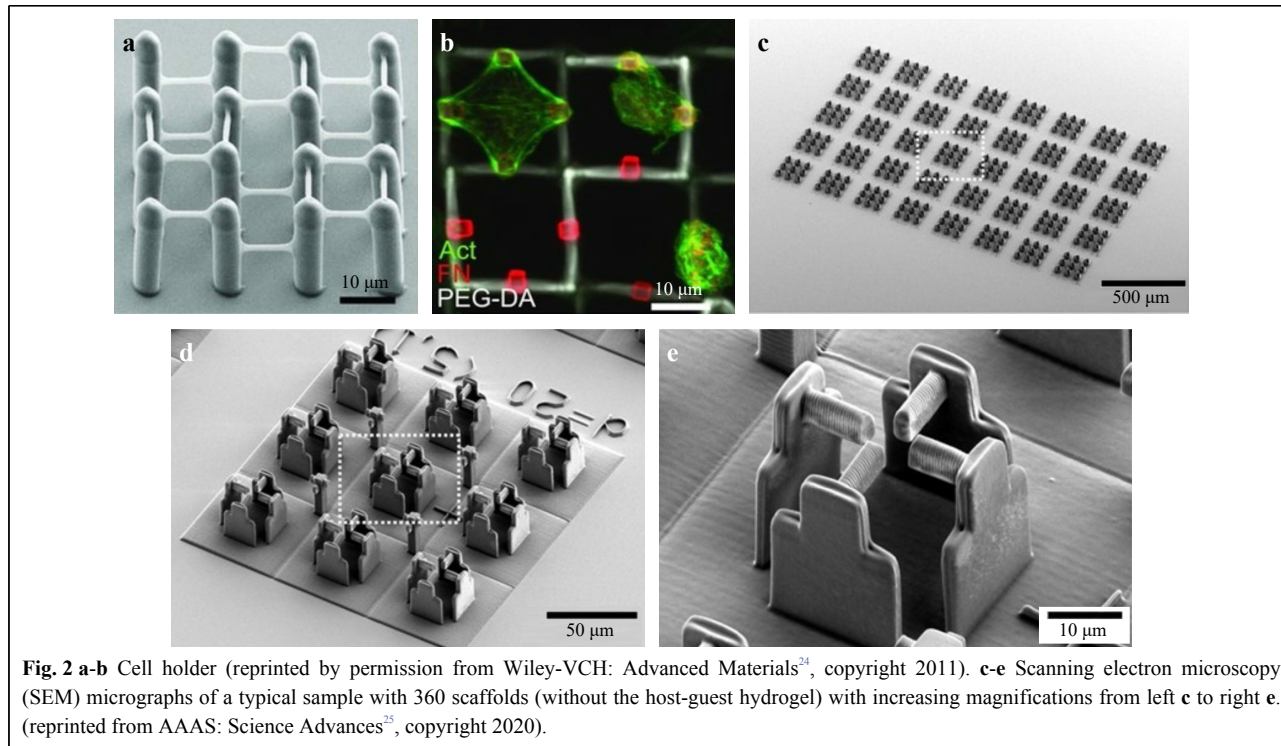 a
b
c
Act
FN
PEG-DA
10 μm
10 μm
500 μm
d
e
50 μm
10 μm
Fig. 2 a-b Cell holder (reprinted by permission from Wiley-VCH: Advanced Materials²⁴, copyright 2011). c-e Scanning electron microscopy
(SEM) micrographs of a typical sample with 360 scaffolds (without the host-guest hydrogel) with increasing magnifications from left c to right e.
(reprinted from AAAS: Science Advances²⁵, copyright 2020).